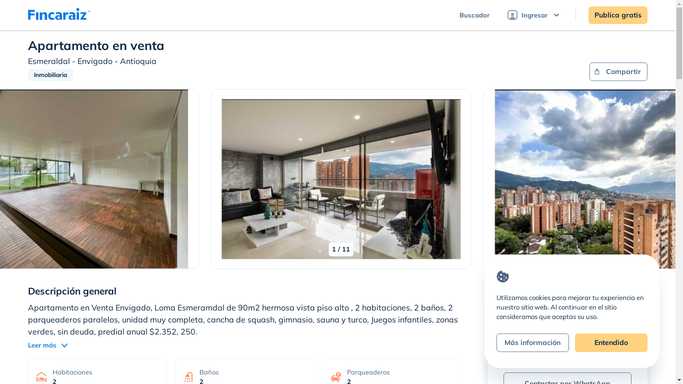 Fincaraiz
Buscador
Ingresar
Publica gratis
Apartamento en venta
Esmeraldal - Envigado - Antioquia
Inmobiliaria
Compartir
1 / 11
Descripción general
Apartamento en Venta Envigado, Loma Esmeramdal de 90m2 hermosa vista piso alto , 2 habitaciones, 2 baños, 2
parqueaderos paralelos, unidad muy completa, cancha de squash, gimnasio, sauna y turco, Juegos infantiles, zonas
verdes, sin deuda, predial anual $2.352, 250.
Leer más
Habitaciones
2
Baños
2
Parqueaderos
2
Utilizamos cookies para mejorar tu experiencia en
nuestro sitio web. Al continuar en el sitio
consideramos que aceptas su uso.
Más información
Entendido
Contactar por WhatsApp